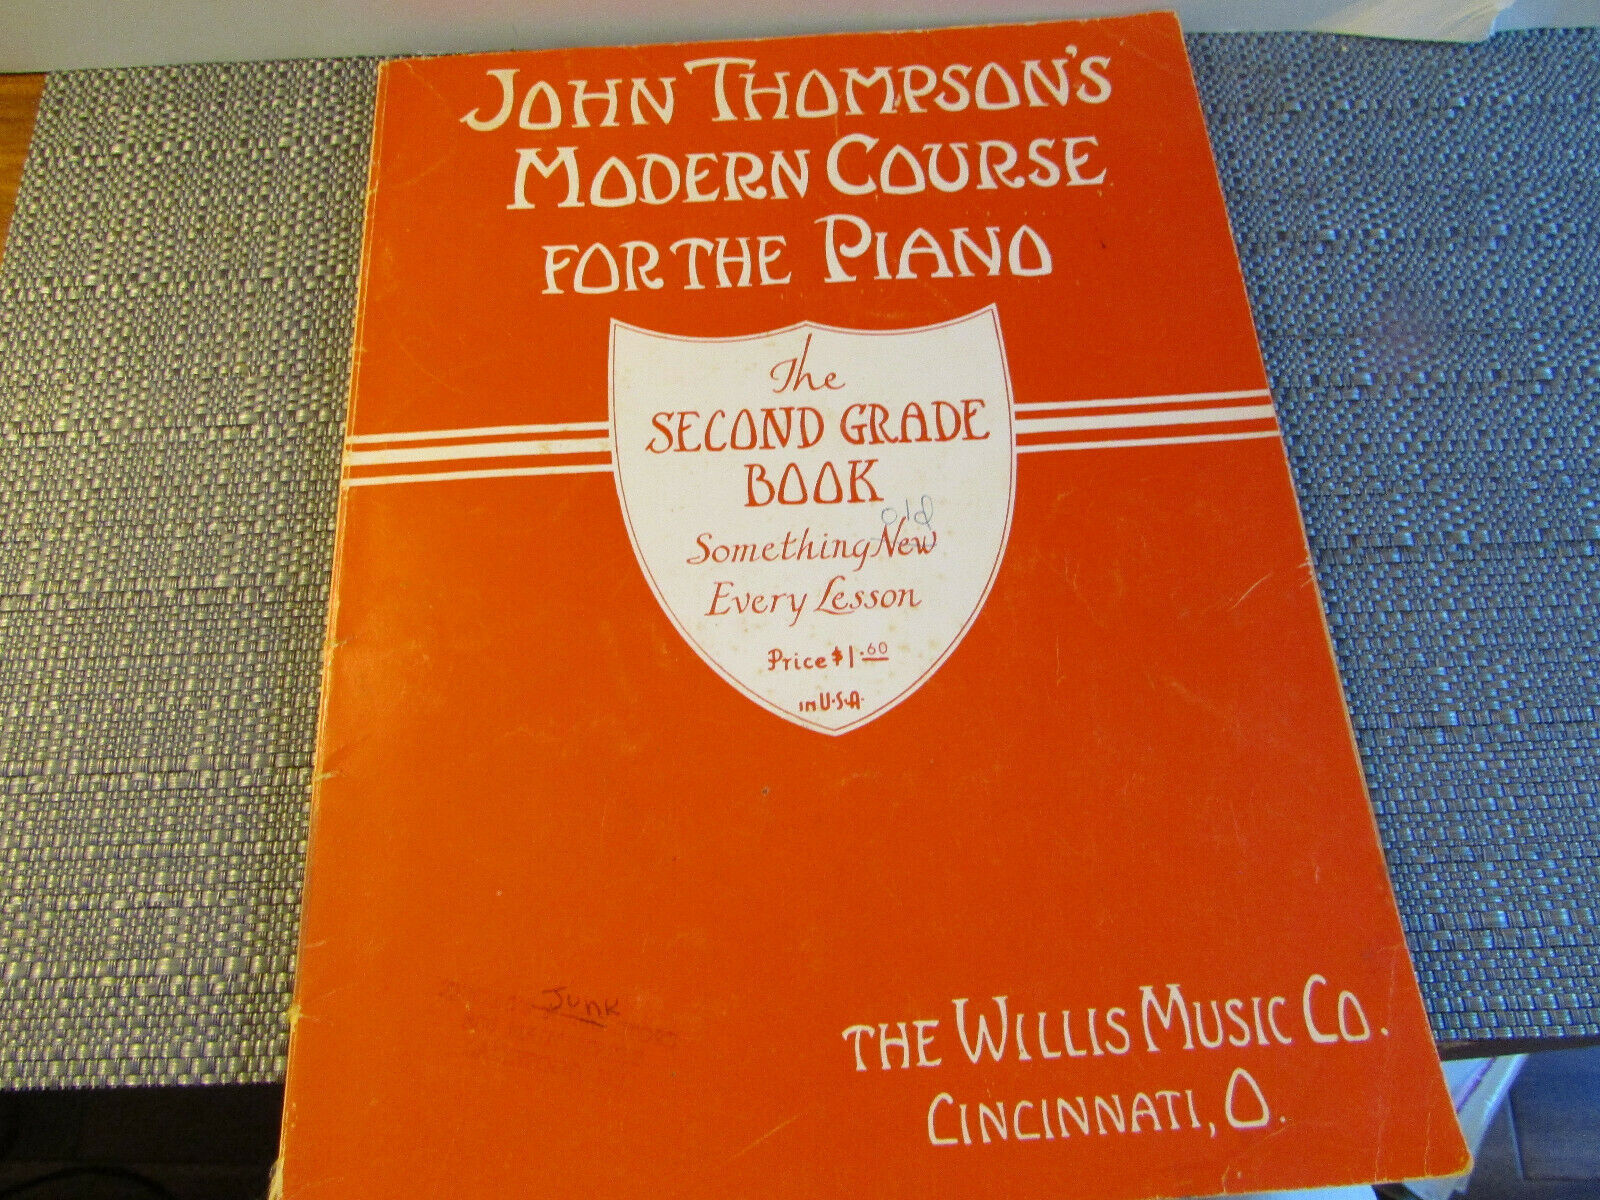 JOHN THOMPSON'S
MODERN COURSE
FOR THE PIANO
The
SECOND GRADE
BOOK
old
Something New
Every Lesson
Price $1.60
IN U.S.A.
Junk
THE WILLIS MUSIC CO.
CINCINNATI, O.